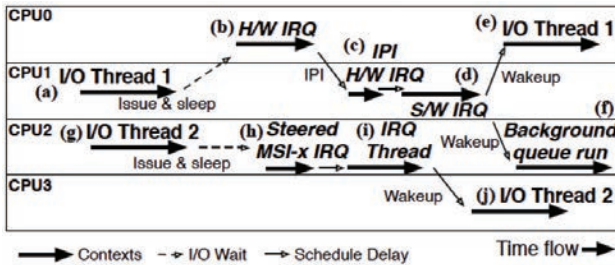 CPU0
(b) H/W IRQ
(e) I/O Thread 1
(c) IPI
CPU1
(a) I/O Thread 1
Issue & sleep
IPI
H/W IRQ
(d)
S/W IRQ
Wakeup
(f)
CPU2
(g) I/O Thread 2
Issue & sleep
(h) Steered
MSI-x IRQ
(i) IRQ
Thread
Wakeup
Background
queue run
CPU3
Wakeup
(j) I/O Thread 2
Contexts
I/O Wait
Schedule Delay
Time flow